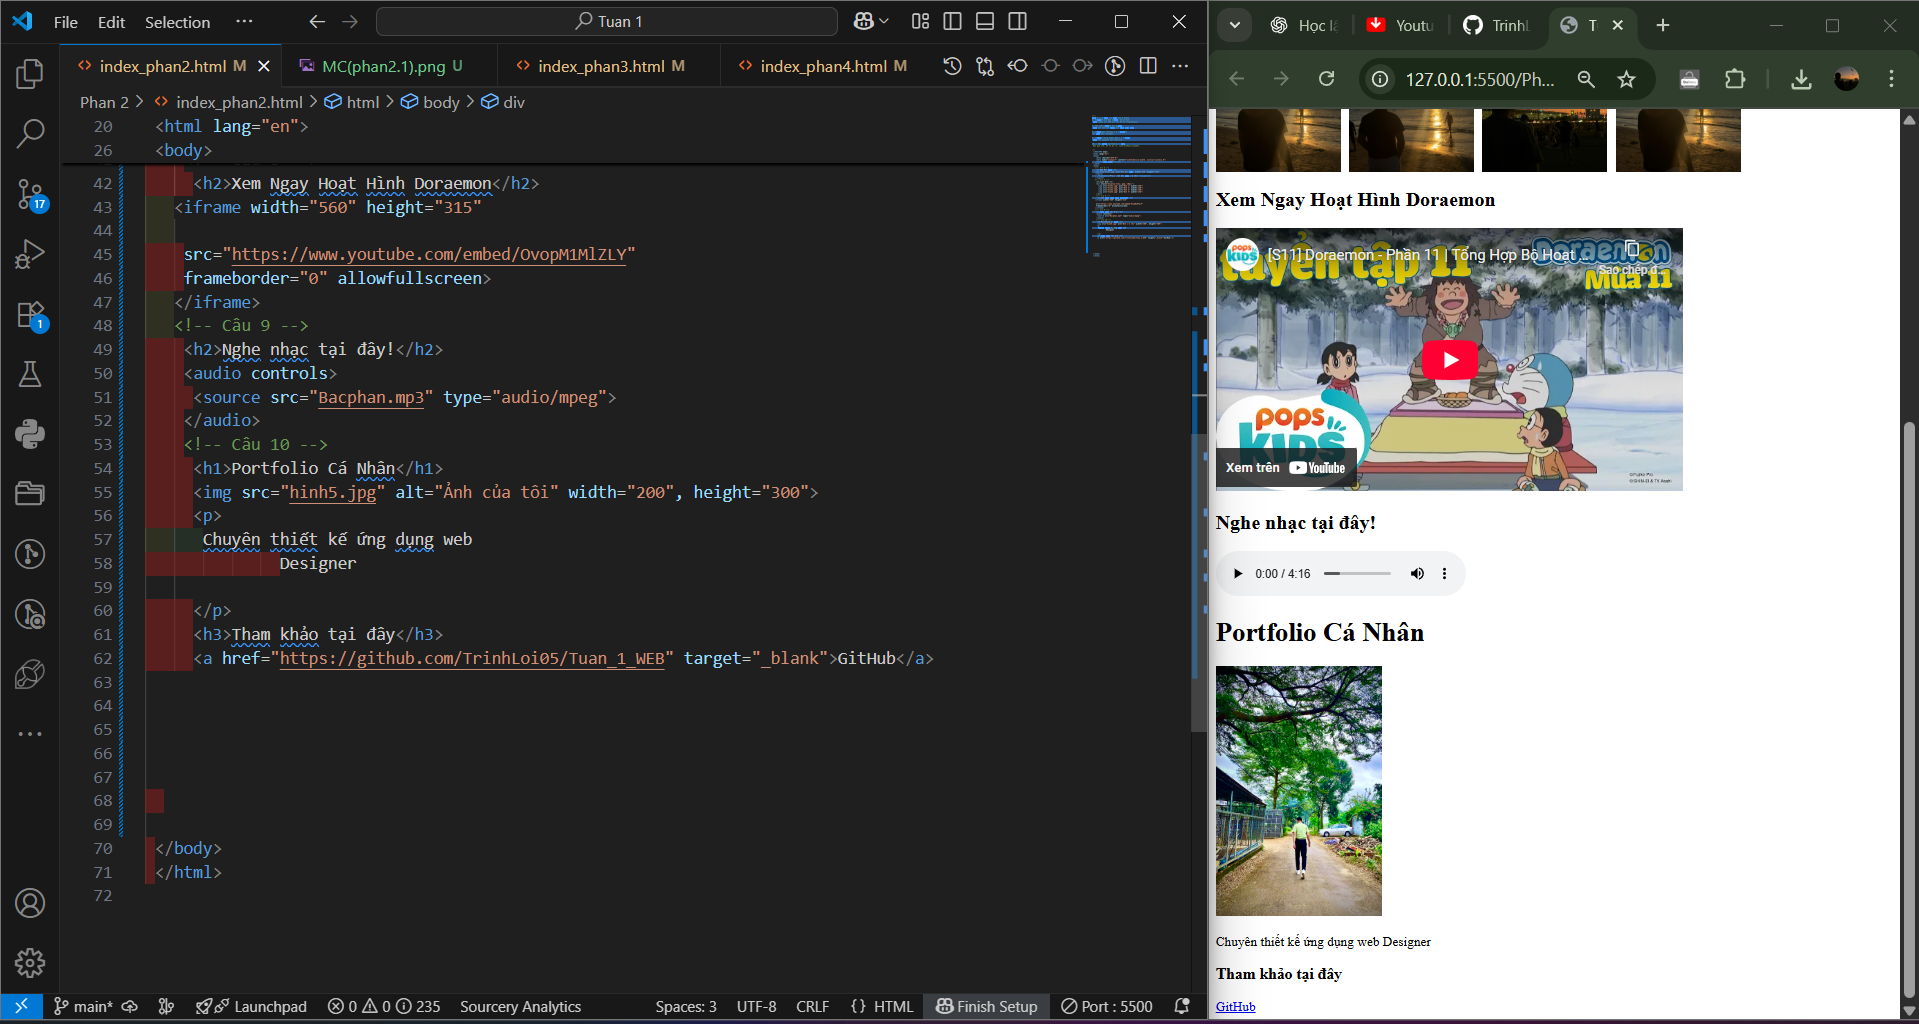 File Edit Selection ··· Tuan 1
index_phan2.html M
MC(phan2.1).png U
index_phan3.html M
index_phan4.html M
Phan 2 > index_phan2.html > html > body > div
20 <html lang="en">
26 <body>
42 <h2>Xem Ngay Hoạt Hình Doraemon</h2>
43 <iframe width="560" height="315"
44
45 src="https://www.youtube.com/embed/OvopM1MlZLY"
46 frameborder="0" allowfullscreen>
47 </iframe>
48 <!-- Câu 9 -->
49 <h2>Nghe nhạc tại đây!</h2>
50 <audio controls>
51 <source src="Bacphan.mp3" type="audio/mpeg">
52 </audio>
53 <!-- Câu 10 -->
54 <h1>Portfolio Cá Nhân</h1>
55 <img src="hinh5.jpg" alt="Ảnh của tôi" width="200", height="300">
56 <p>
57 Chuyên thiết kế ứng dụng web
58 Designer
59
60 </p>
61 <h3>Tham khảo tại đây</h3>
62 <a href="https://github.com/TrinhLoi05/Tuan_1_WEB" target="_blank">GitHub</a>
63
64
65
66
67
68
69
70 </body>
71 </html>
72
17
1
main* 0 0 235 Launchpad Sourcery Analytics Spaces: 3 UTF-8 CRLF {} HTML Finish Setup Port : 5500
Học l
Youtu
TrinhL
T
127.0.0.1:5500/Ph...
Xem Ngay Hoạt Hình Doraemon
[S11] Doraemon - Phần 11 | Tổng Hợp Bộ Hoạt ...
Sao chép đ...
tuyển tập 11
Doraemon
Mùa 11
POPS KIDS
pops KIDS
Xem trên YouTube
Nghe nhạc tại đây!
0:00 / 4:16
Portfolio Cá Nhân
Chuyên thiết kế ứng dụng web Designer
Tham khảo tại đây
GitHub